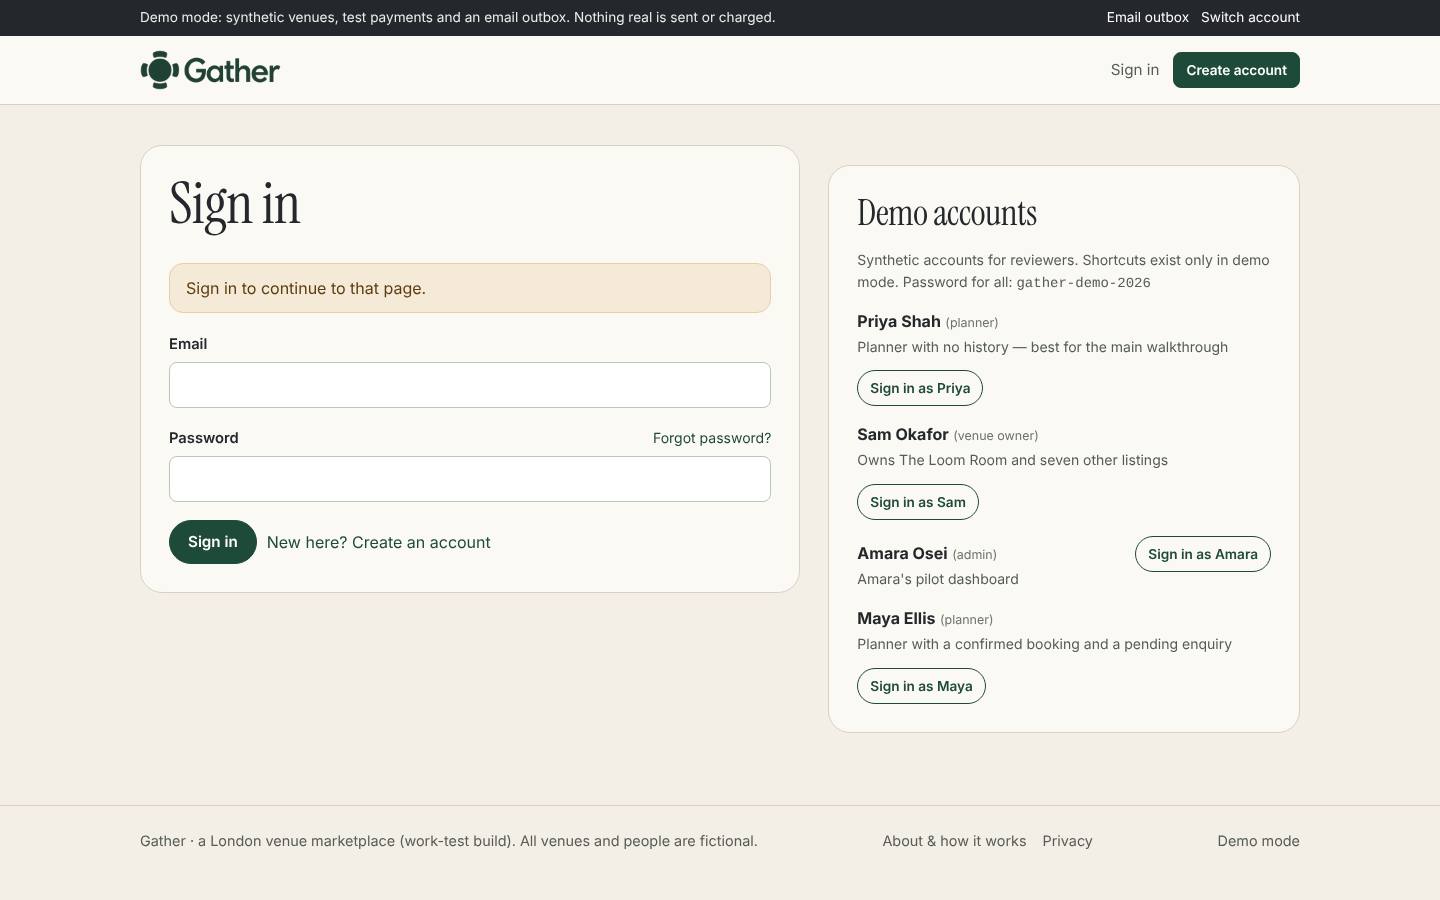 Demo mode: synthetic venues, test payments and an email outbox. Nothing real is sent or charged.
Email outbox
Switch account
Gather
Sign in
Create account
Sign in
Sign in to continue to that page.
Email
Password
Forgot password?
Sign in
New here? Create an account
Demo accounts
Synthetic accounts for reviewers. Shortcuts exist only in demo
mode. Password for all: gather-demo-2026
Priya Shah (planner)
Planner with no history — best for the main walkthrough
Sign in as Priya
Sam Okafor (venue owner)
Owns The Loom Room and seven other listings
Sign in as Sam
Amara Osei (admin)
Amara's pilot dashboard
Sign in as Amara
Maya Ellis (planner)
Planner with a confirmed booking and a pending enquiry
Sign in as Maya
Gather · a London venue marketplace (work-test build). All venues and people are fictional.
About & how it works
Privacy
Demo mode